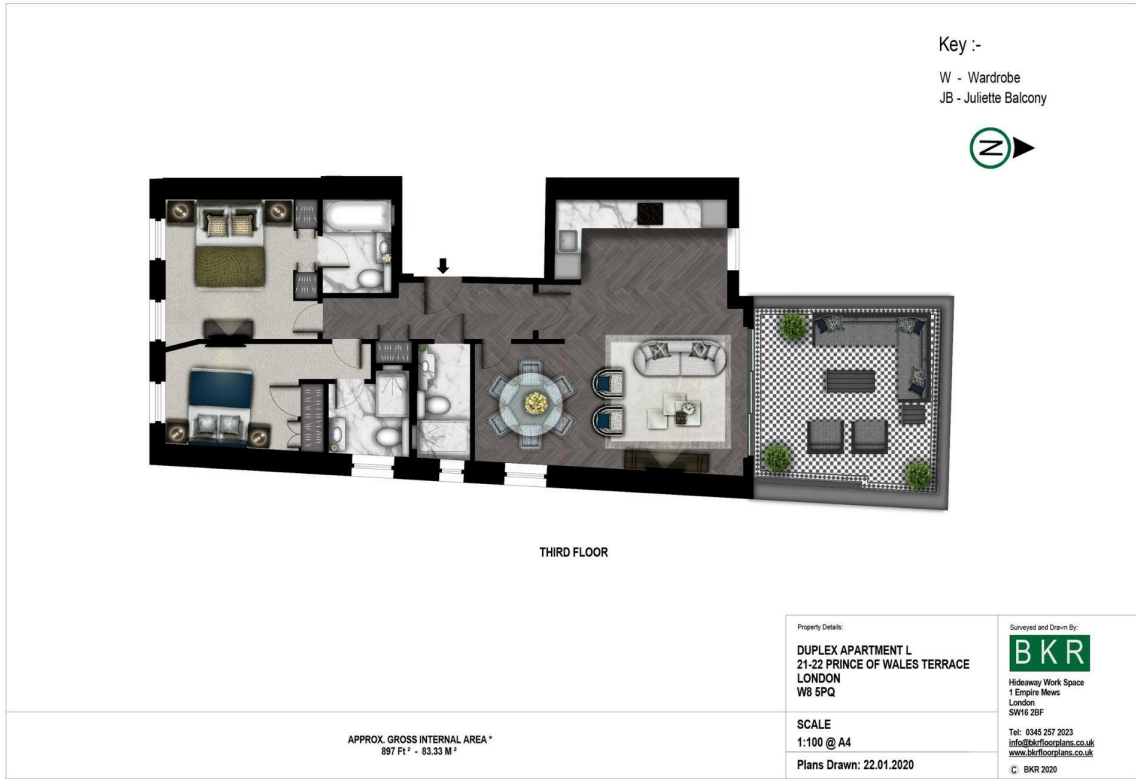 Key :-
W - Wardrobe
JB - Juliette Balcony
N
THIRD FLOOR
APPROX. GROSS INTERNAL AREA *
897 Ft ² - 83.33 M ²
Property Details:
DUPLEX APARTMENT L
21-22 PRINCE OF WALES TERRACE
LONDON
W8 5PQ
SCALE
1:100 @ A4
Plans Drawn: 22.01.2020
Surveyed and Drawn By:
BKR
Hideaway Work Space
1 Empire Mews
London
SW16 2BF
Tel: 0345 257 2023
info@bkrfloorplans.co.uk
www.bkrfloorplans.co.uk
© BKR 2020